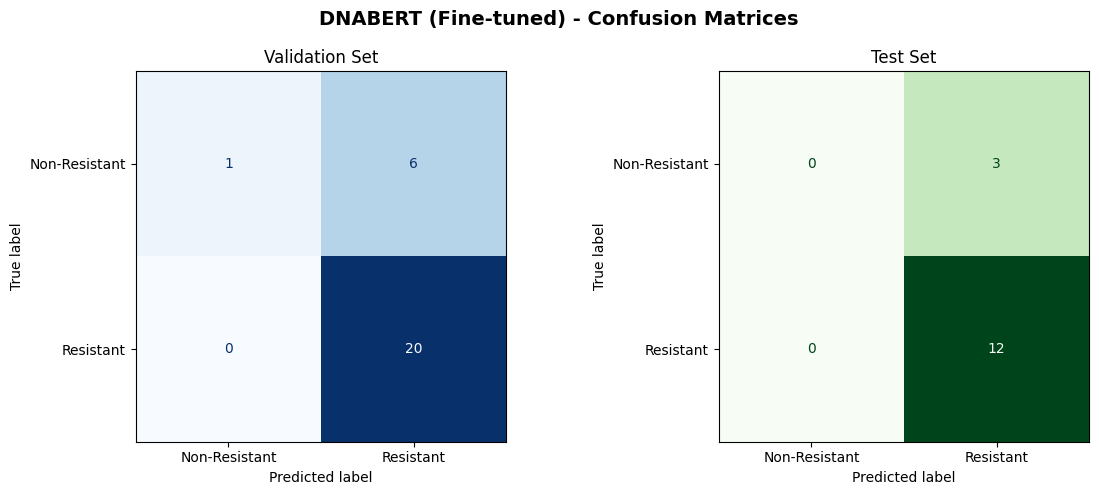 DNABERT (Fine-tuned) - Confusion Matrices
Validation Set
True label
Non-Resistant
1
6
Resistant
0
20
Non-Resistant
Resistant
Predicted label
Test Set
True label
Non-Resistant
0
3
Resistant
0
12
Non-Resistant
Resistant
Predicted label